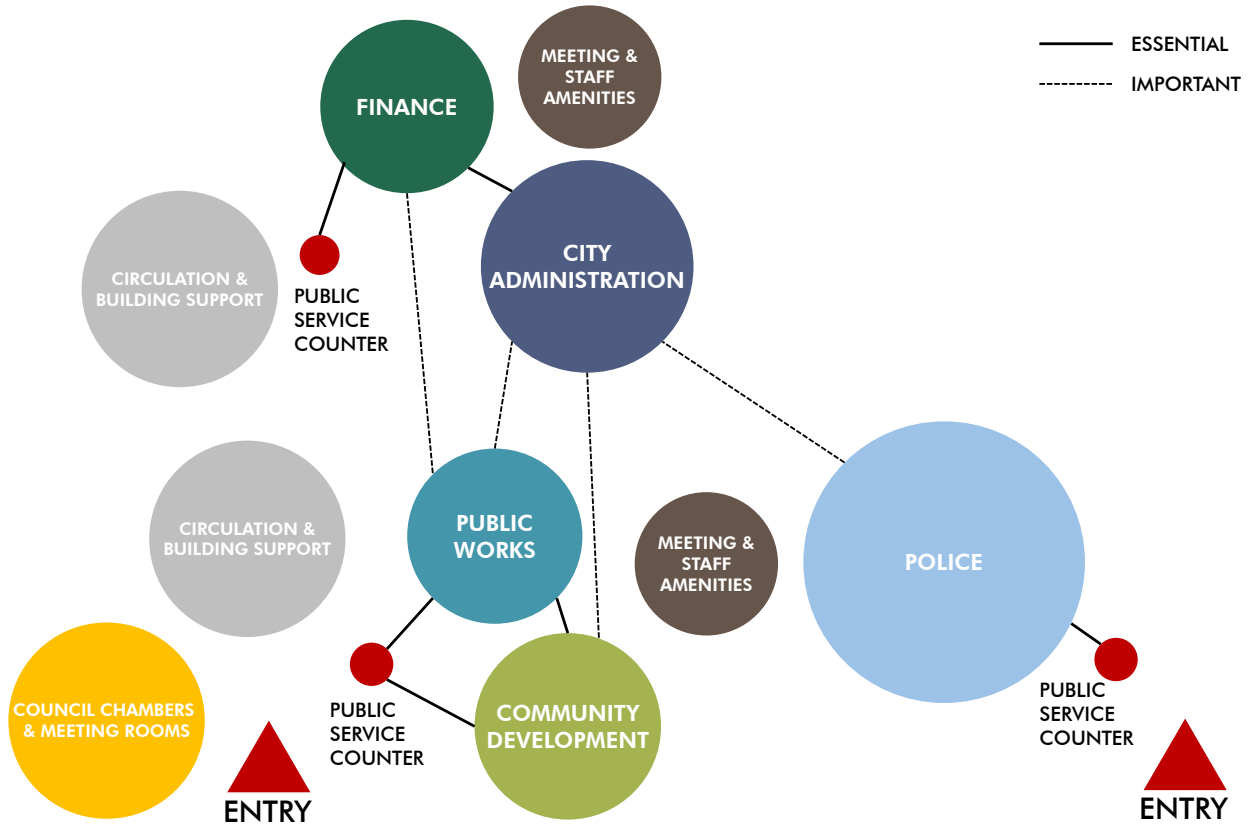 MEETING &
STAFF
AMENITIES
ESSENTIAL
IMPORTANT
FINANCE
CITY
ADMINISTRATION
CIRCULATION &
BUILDING SUPPORT
PUBLIC
SERVICE
COUNTER
CIRCULATION &
BUILDING SUPPORT
PUBLIC
WORKS
MEETING &
STAFF
AMENITIES
POLICE
COUNCIL CHAMBERS
& MEETING ROOMS
ENTRY
PUBLIC
SERVICE
COUNTER
COMMUNITY
DEVELOPMENT
PUBLIC
SERVICE
COUNTER
ENTRY